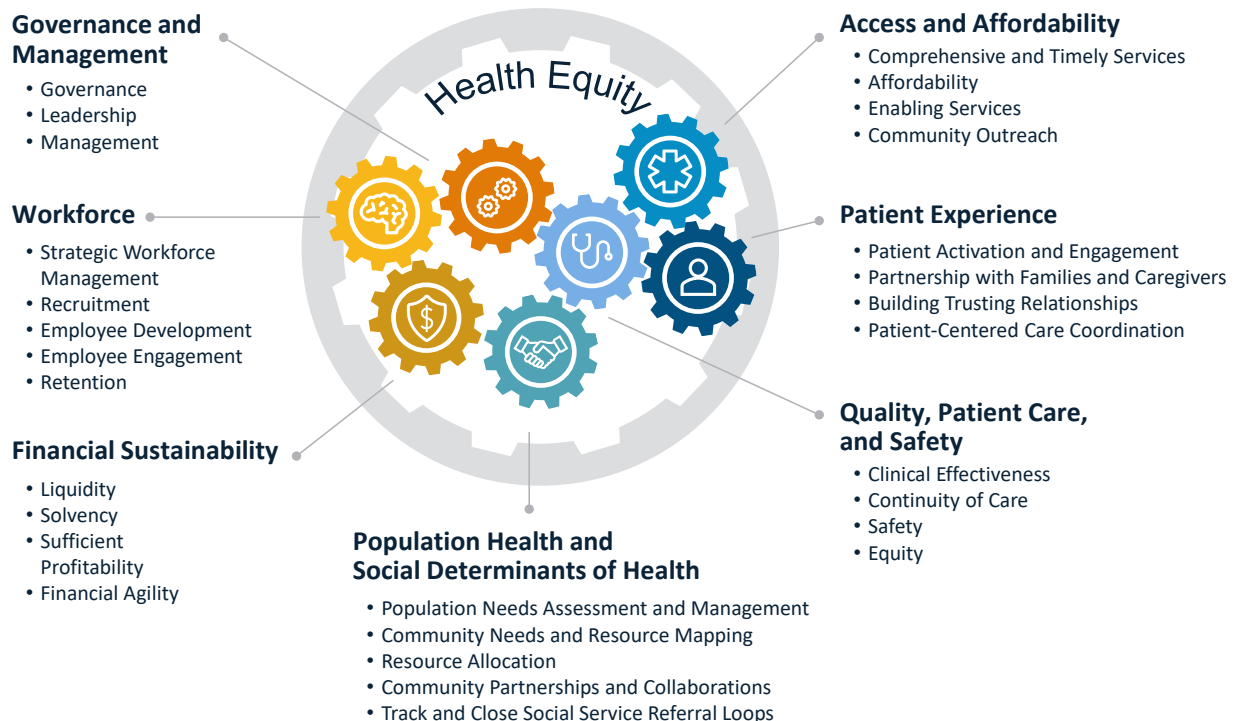 Health Equity
Governance and
Management
• Governance
• Leadership
• Management
Workforce
• Strategic Workforce
Management
• Recruitment
• Employee Development
• Employee Engagement
• Retention
Financial Sustainability
• Liquidity
• Solvency
• Sufficient
Profitability
• Financial Agility
$
Population Health and
Social Determinants of Health
• Population Needs Assessment and Management
• Community Needs and Resource Mapping
• Resource Allocation
• Community Partnerships and Collaborations
• Track and Close Social Service Referral Loops
Access and Affordability
• Comprehensive and Timely Services
• Affordability
• Enabling Services
• Community Outreach
Patient Experience
• Patient Activation and Engagement
• Partnership with Families and Caregivers
• Building Trusting Relationships
• Patient-Centered Care Coordination
Quality, Patient Care,
and Safety
• Clinical Effectiveness
• Continuity of Care
• Safety
• Equity